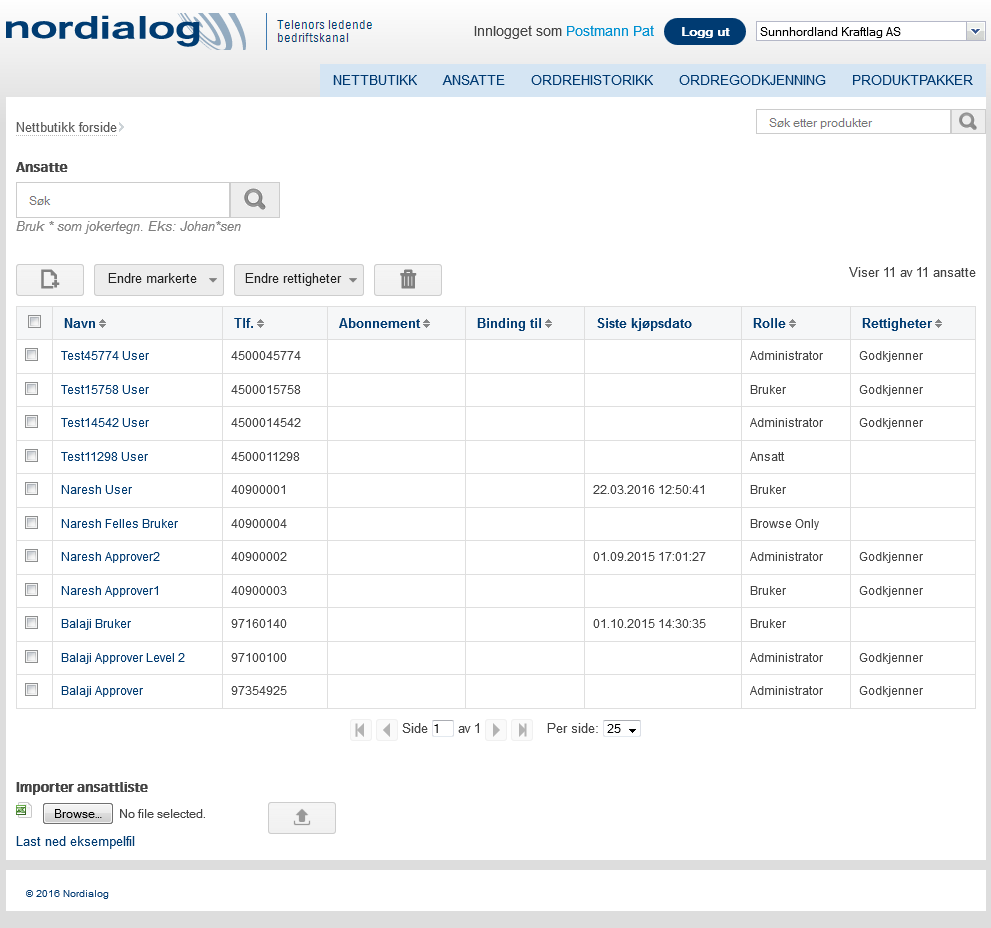 nordialog
Telenors ledende
bedriftskanal
Innlogget som Postmann Pat Logg ut Sunnhordland Kraftlag AS
NETTBUTIKK ANSATTE ORDREHISTORIKK ORDREGODKJENNING PRODUKTPAKKER
Nettbutikk forside Søk etter produkter
Ansatte
Søk
Bruk * som jokertegn. Eks: Johan*sen
Endre markerte Endre rettigheter Viser 11 av 11 ansatte
Navn Tlf. Abonnement Binding til Siste kjøpsdato Rolle Rettigheter
Test45774 User 4500045774 Administrator Godkjenner
Test15758 User 4500015758 Bruker Godkjenner
Test14542 User 4500014542 Administrator Godkjenner
Test11298 User 4500011298 Ansatt
Naresh User 40900001 22.03.2016 12:50:41 Bruker
Naresh Felles Bruker 40900004 Browse Only
Naresh Approver2 40900002 01.09.2015 17:01:27 Administrator Godkjenner
Naresh Approver1 40900003 Bruker Godkjenner
Balaji Bruker 97160140 01.10.2015 14:30:35 Bruker
Balaji Approver Level 2 97100100 Administrator Godkjenner
Balaji Approver 97354925 Administrator Godkjenner
Side 1 av 1 Per side: 25
Importer ansattliste
Browse... No file selected.
Last ned eksempelfil
© 2016 Nordialog